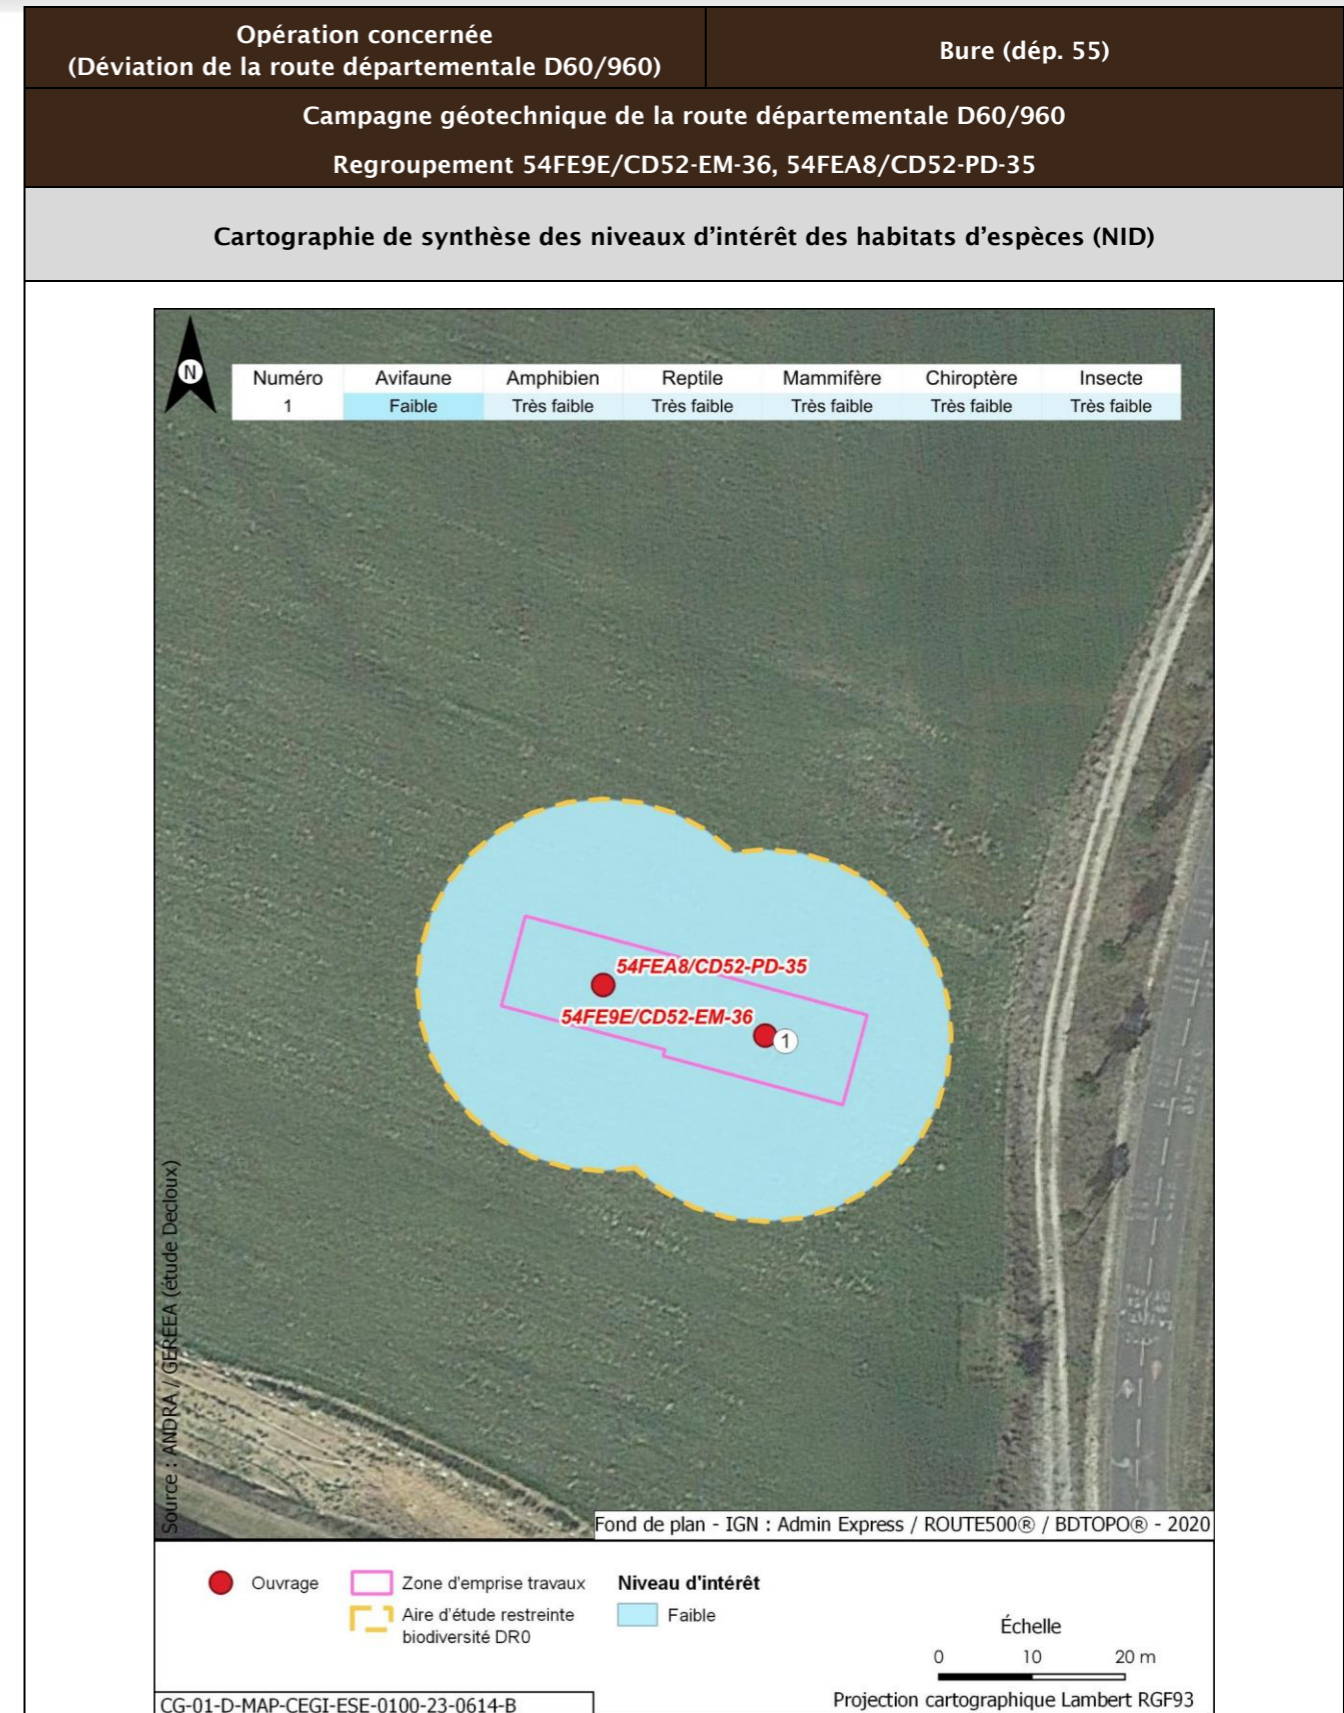 Opération concernée
(Déviation de la route départementale D60/960)
Bure (dép. 55)
Campagne géotechnique de la route départementale D60/960
Regroupement 54FE9E/CD52-EM-36, 54FEA8/CD52-PD-35
Cartographie de synthèse des niveaux d'intérêt des habitats d'espèces (NID)
N
Numéro Avifaune Amphibien Reptile Mammifère Chiroptère Insecte
1 Faible Très faible Très faible Très faible Très faible Très faible
54FEA8/CD52-PD-35
54FE9E/CD52-EM-36
1
Source : ANDRA / GEREEA (étude Decloux)
Fond de plan - IGN : Admin Express / ROUTE500® / BDTOPO® - 2020
Ouvrage
Zone d'emprise travaux
Aire d'étude restreinte
biodiversité DR0
Niveau d'intérêt
Faible
Échelle
0 10 20 m
Projection cartographique Lambert RGF93
CG-01-D-MAP-CEGI-ESE-0100-23-0614-B